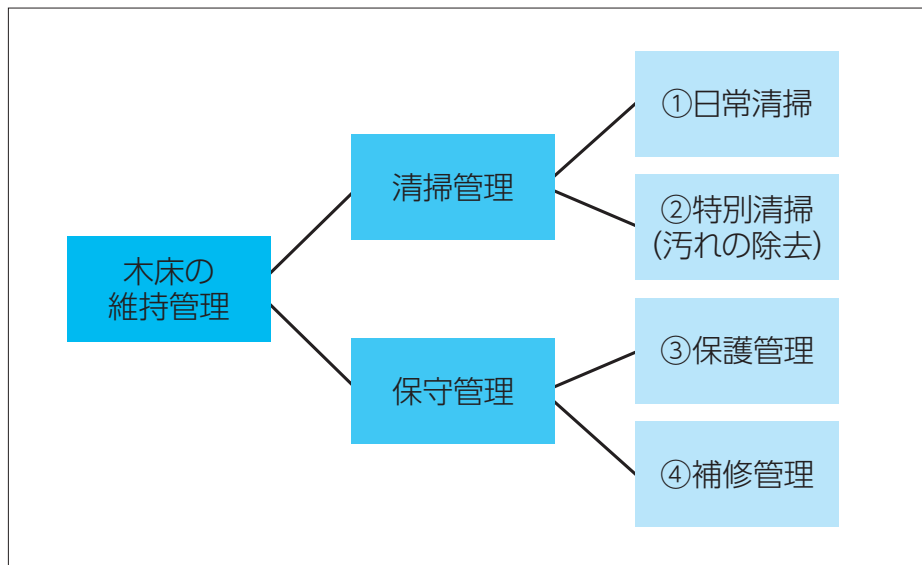 木床の
維持管理
清掃管理
①日常清掃
②特別清掃
(汚れの除去)
保守管理
③保護管理
④補修管理